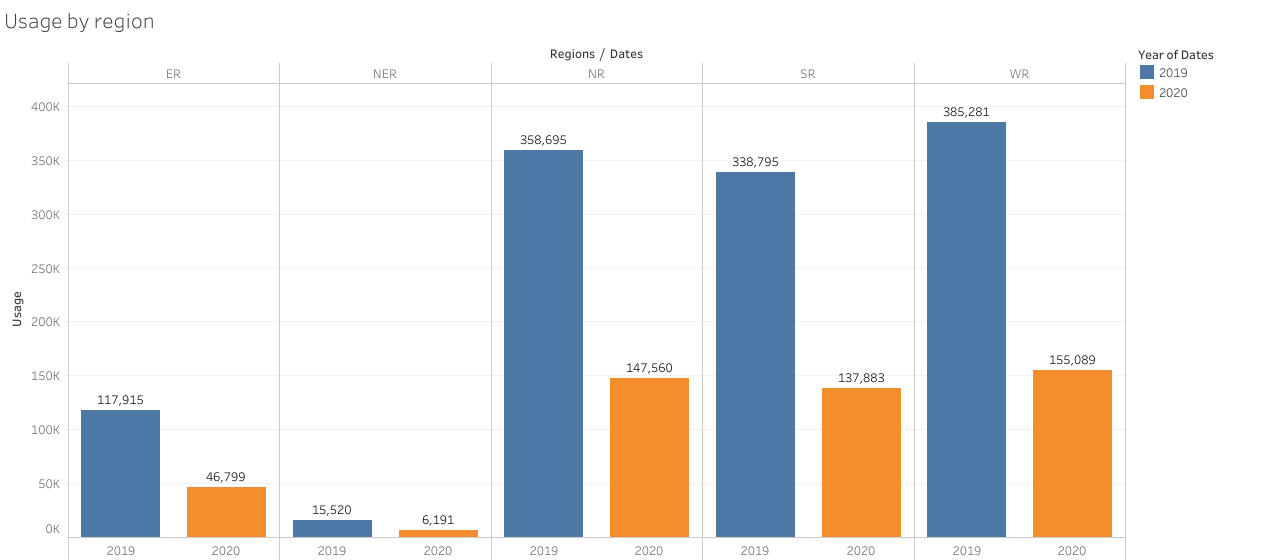 Usage by region
Regions / Dates
ER NER NR SR WR
Year of Dates
2019
2020
Usage
400K
350K
300K
250K
200K
150K
100K
50K
0K
117,915
46,799
15,520
6,191
358,695
147,560
338,795
137,883
385,281
155,089
2019 2020 2019 2020 2019 2020 2019 2020 2019 2020